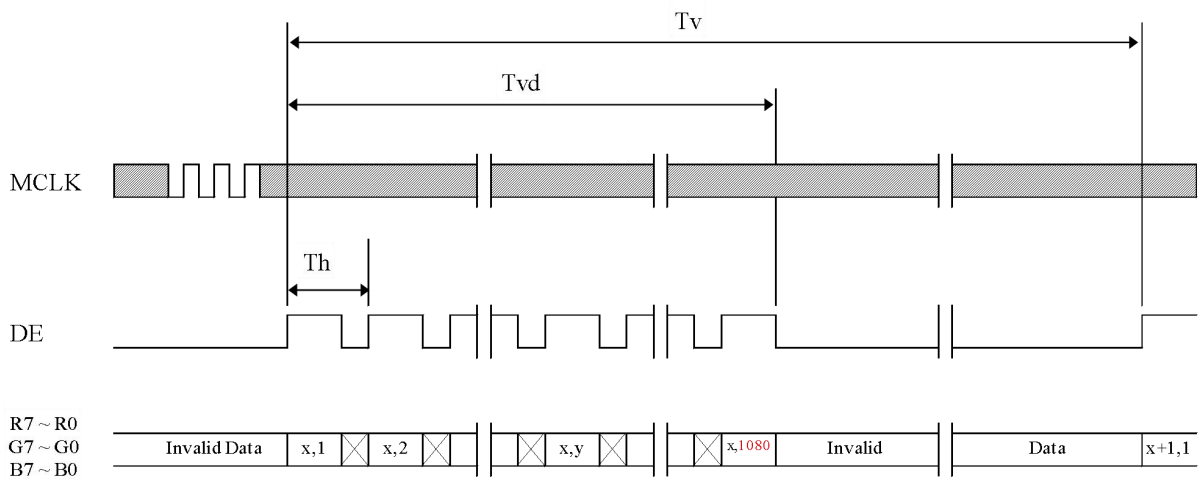 Tv
Tvd
MCLK
Th
DE
R7 ~ R0
G7 ~ G0
B7 ~ B0
Invalid Data
x,1
x,2
x,y
x,1080
Invalid
Data
x+1,1